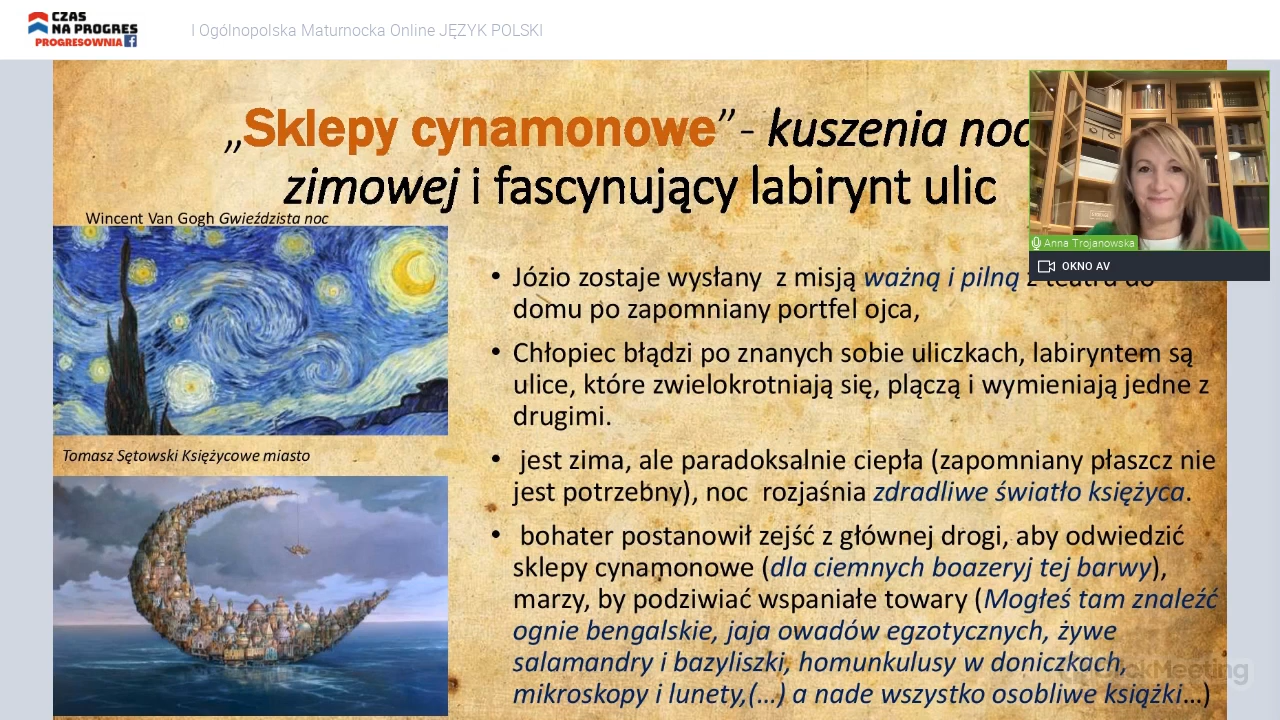 CZAS
NA PROGRES
PROGRESOWNIA
I Ogólnopolska Maturnocka Online JĘZYK POLSKI
„Sklepy cynamonowe” - kuszenia noc
zimowej i fascynujący labirynt ulic
Wincent Van Gogh Gwieździsta noc
Tomasz Sętowski Księżycowe miasto
• Józio zostaje wysłany z misją ważną i pilną z teatru do
domu po zapomniany portfel ojca,
• Chłopiec błądzi po znanych sobie uliczkach, labiryntem są
ulice, które zwielokrotniają się, plączą i wymieniają jedne z
drugimi.
• jest zima, ale paradoksalnie ciepła (zapomniany płaszcz nie
jest potrzebny), noc rozjaśnia zdradliwe światło księżyca.
• bohater postanowił zejść z głównej drogi, aby odwiedzić
sklepy cynamonowe (dla ciemnych boazeryj tej barwy),
marzy, by podziwiać wspaniałe towary (Mogłeś tam znaleźć
ognie bengalskie, jaja owadów egzotycznych, żywe
salamandry i bazyliszki, homunkulusy w doniczkach,
mikroskopy i lunety,(…) a nade wszystko osobliwe książki…)
Anna Trojanowska
OKNO AV